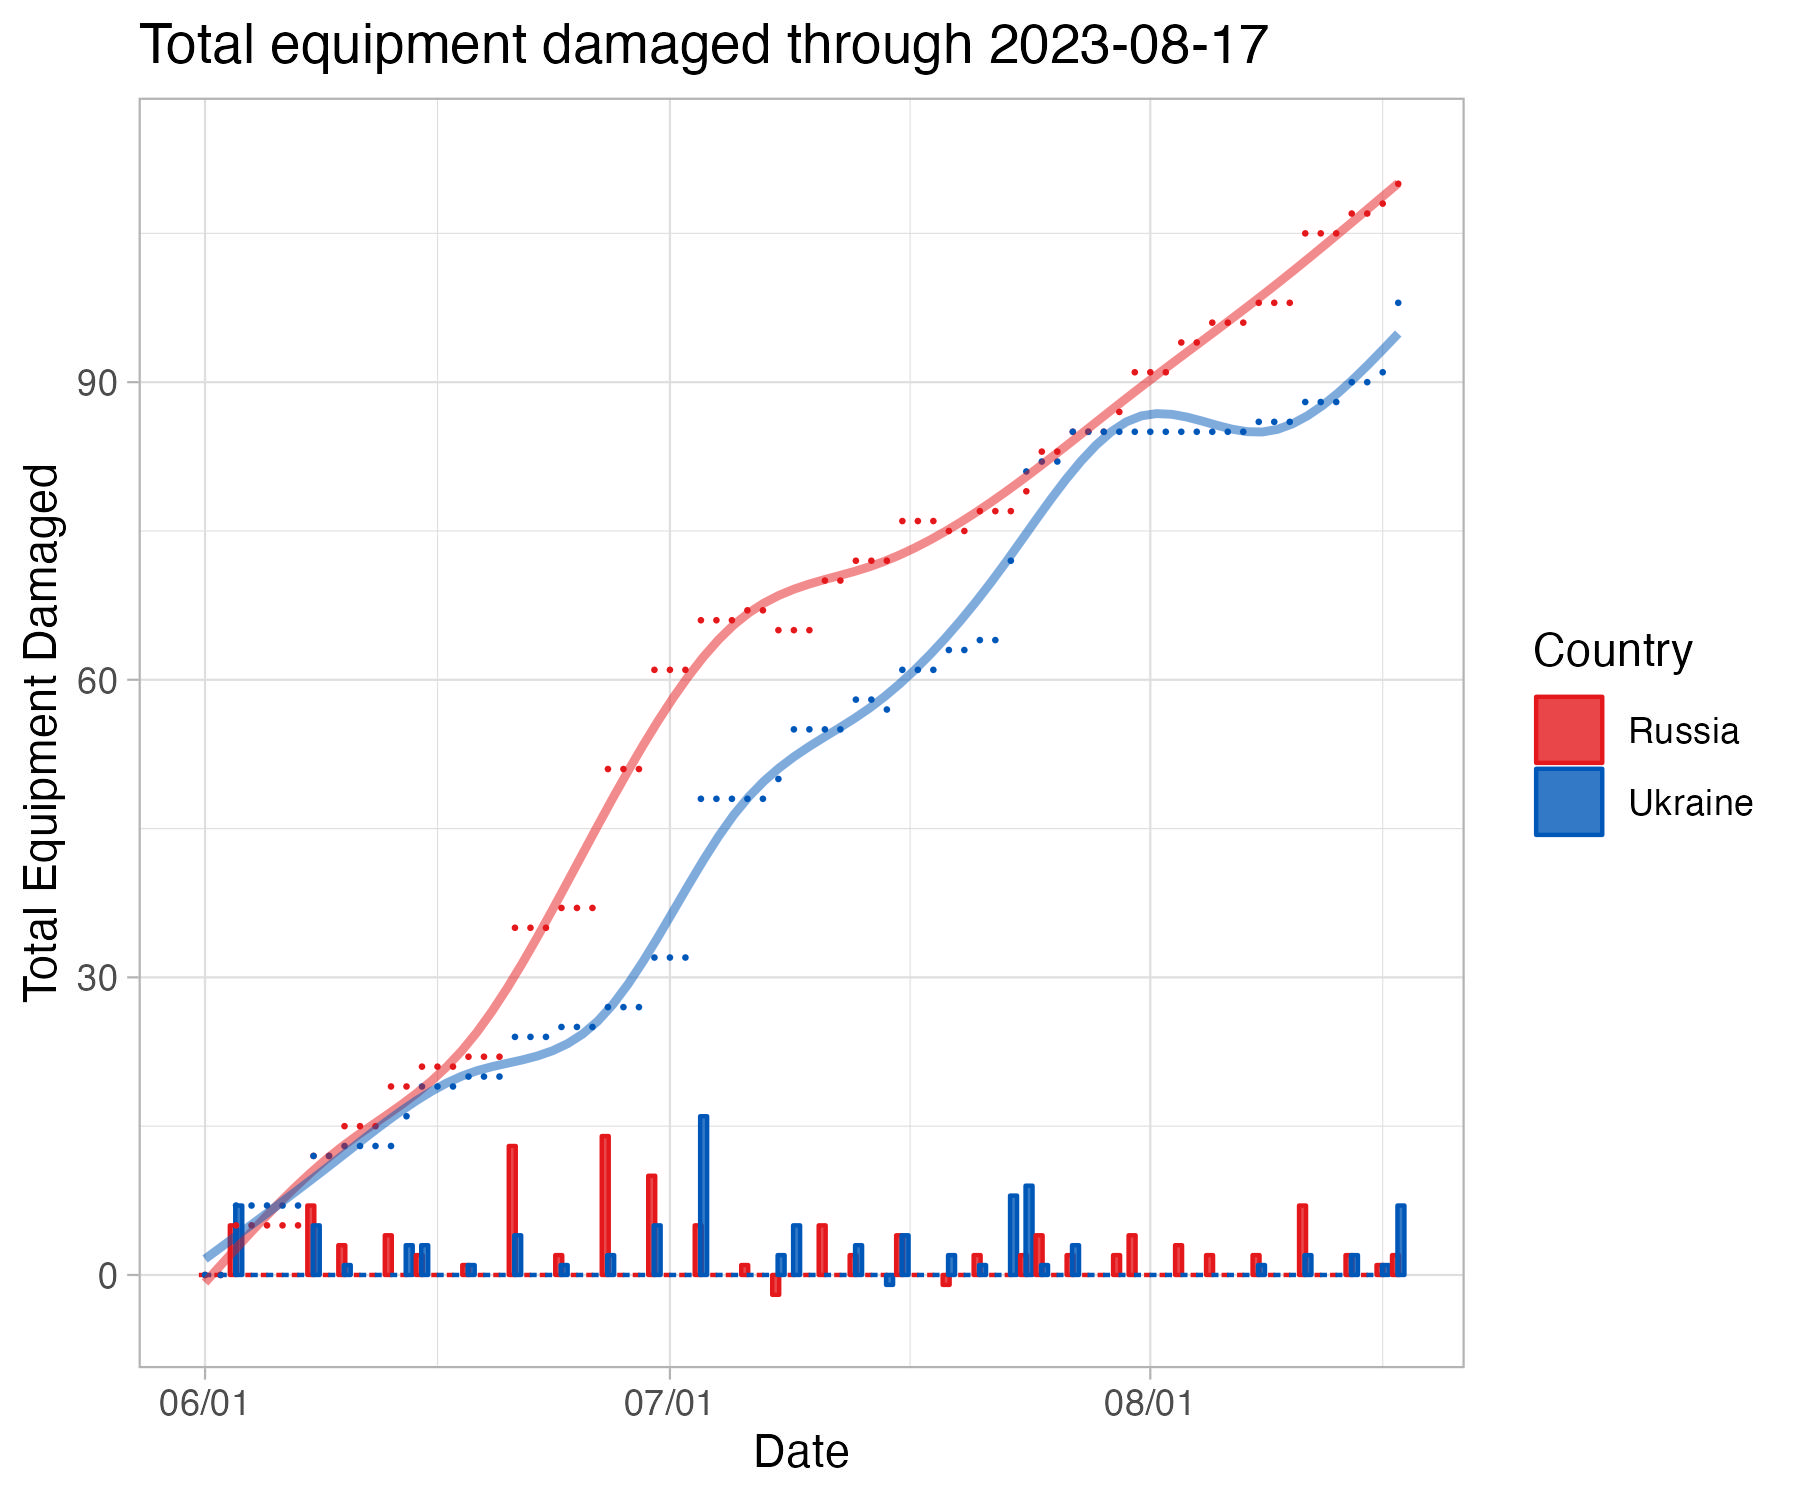 Total equipment damaged through 2023-08-17
Total Equipment Damaged
90
60
30
0
06/01
07/01
08/01
Date
Country
Russia
Ukraine